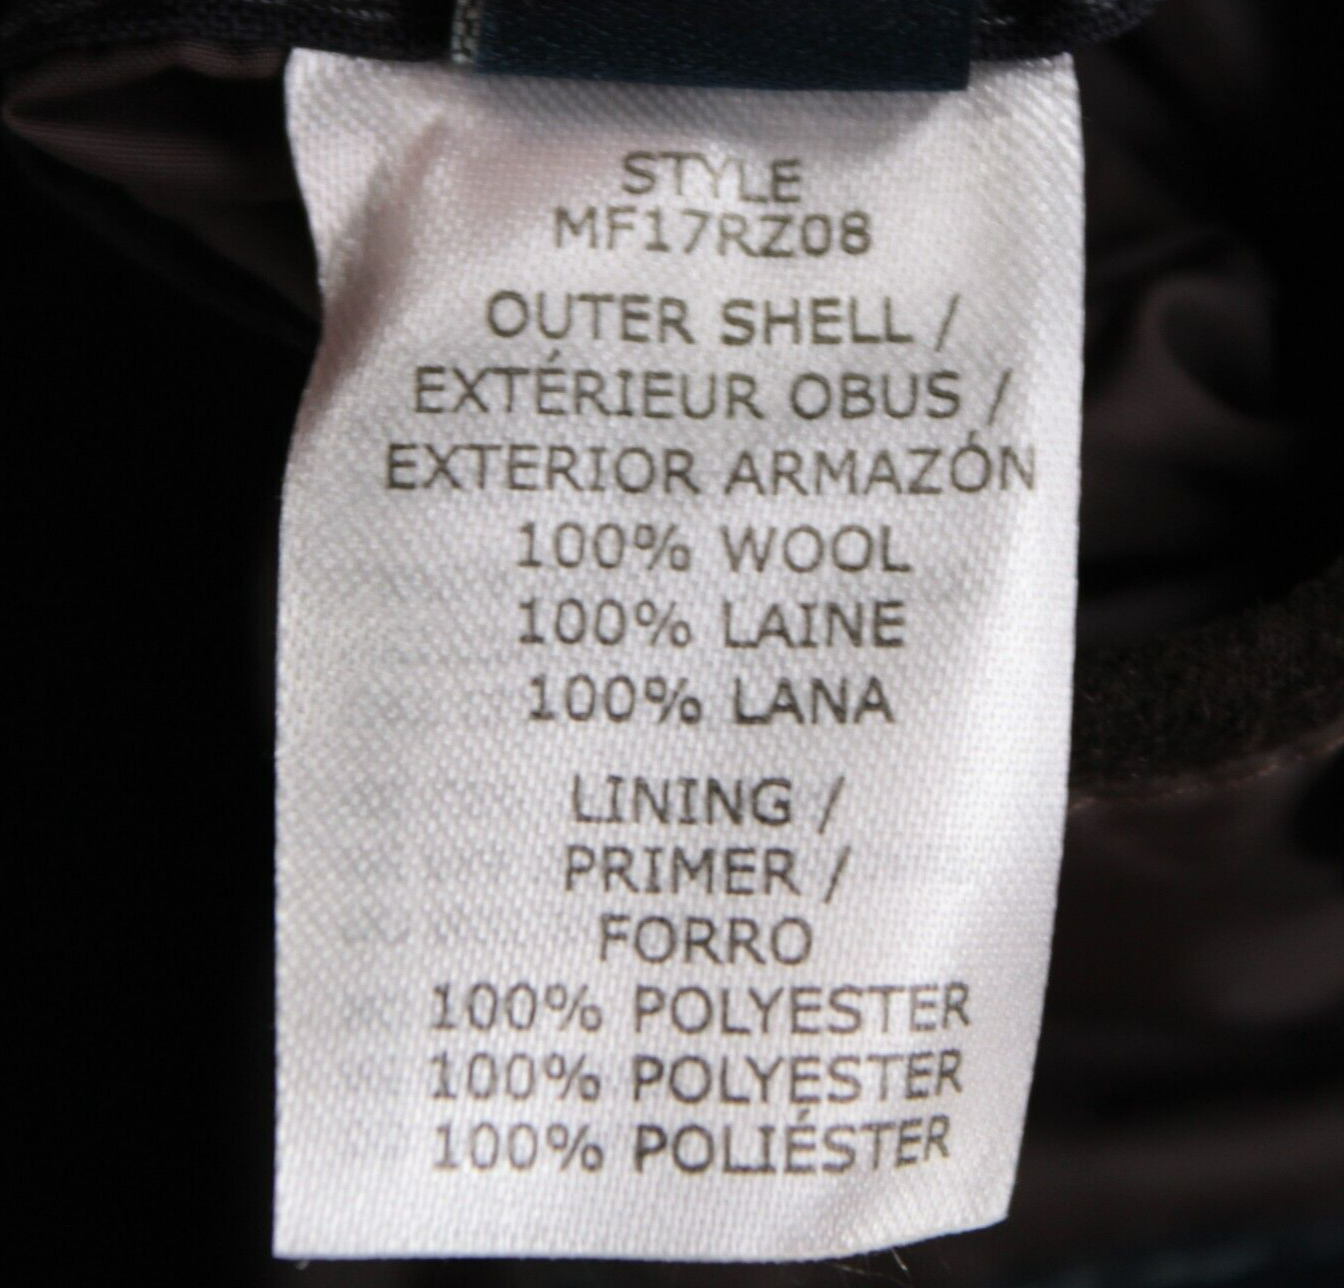 STYLE
MF17RZ08
OUTER SHELL /
EXTÉRIEUR OBUS /
EXTERIOR ARMAZÓN
100% WOOL
100% LAINE
100% LANA
LINING /
PRIMER /
FORRO
100% POLYESTER
100% POLYESTER
100% POLIÉSTER